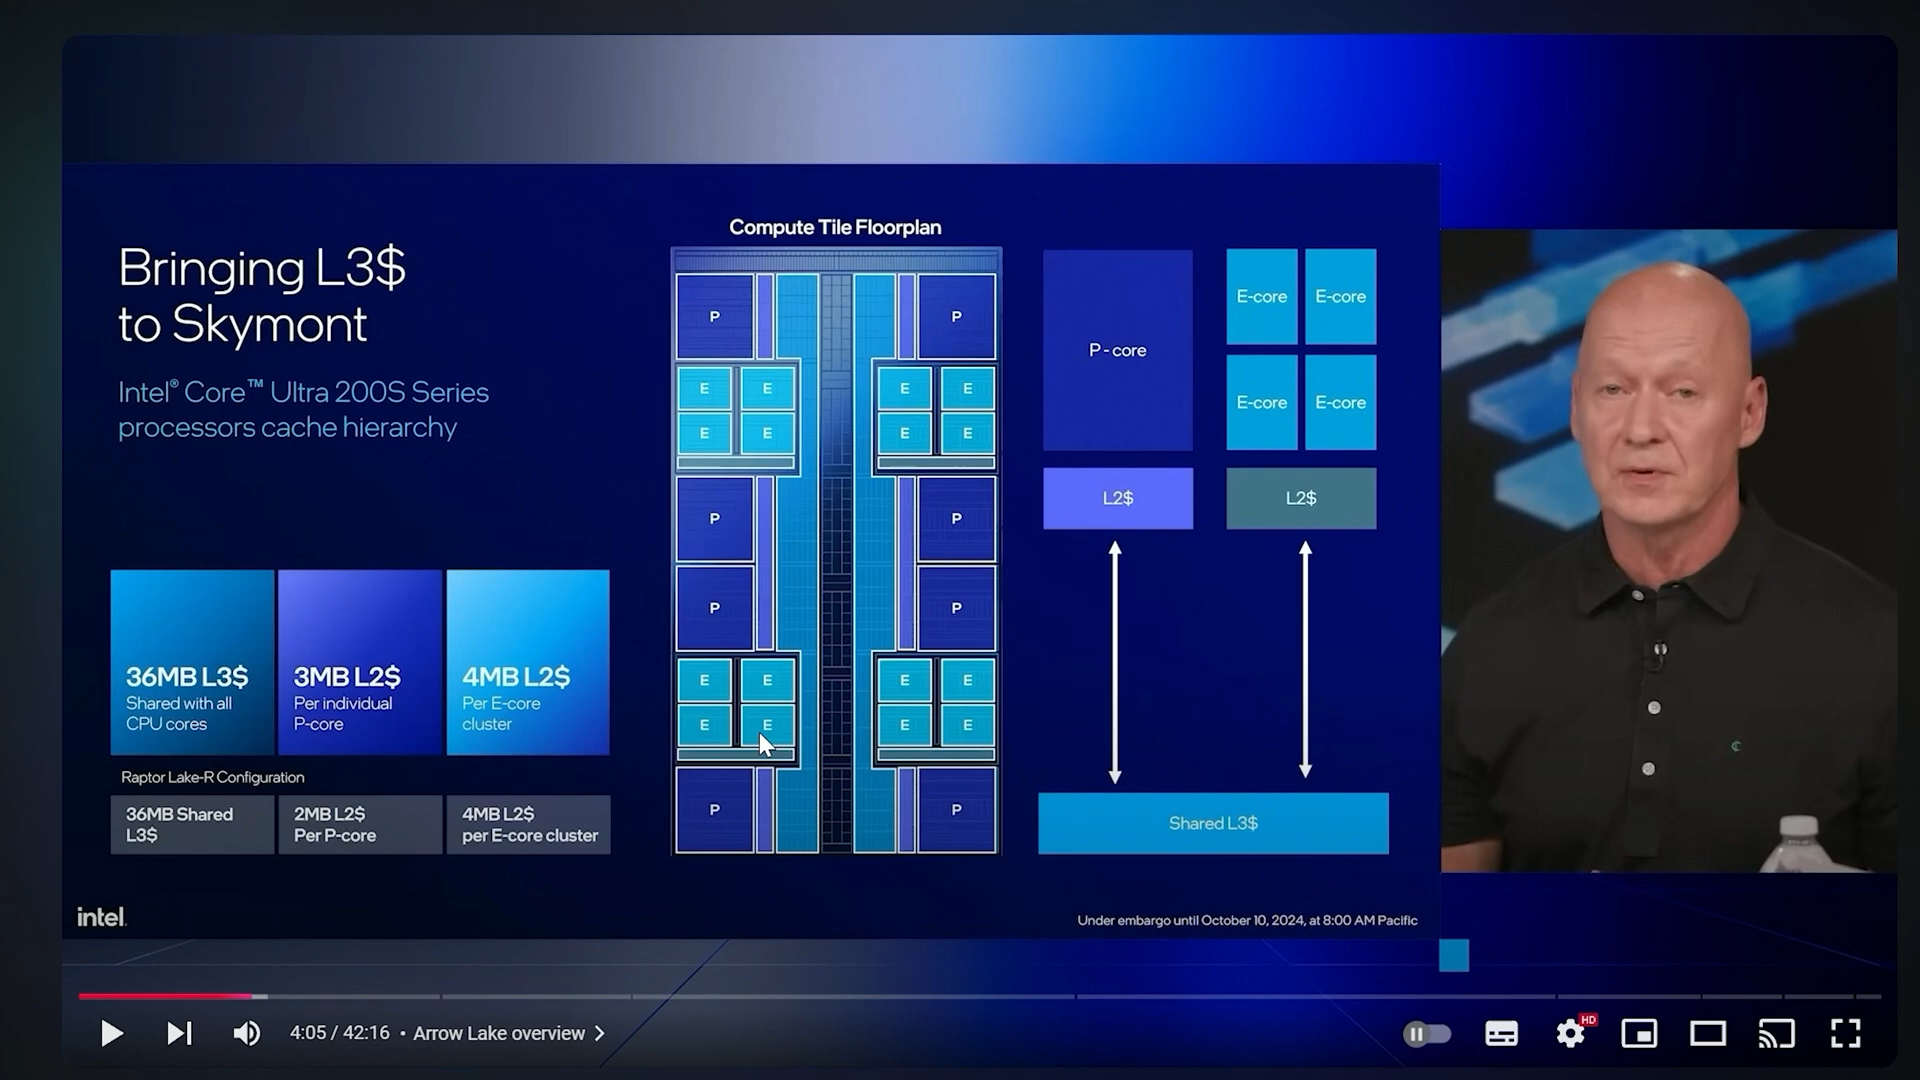 Bringing L3$
to Skymont
Intel® Core™ Ultra 200S Series
processors cache hierarchy
36MB L3$
Shared with all
CPU cores
3MB L2$
Per individual
P-core
4MB L2$
Per E-core
cluster
Raptor Lake-R Configuration
36MB Shared
L3$
2MB L2$
Per P-core
4MB L2$
per E-core cluster
Compute Tile Floorplan
P P
E E E E
E E E E
P P
P P
E E E E
E E E E
P P
P-core
E-core E-core
E-core E-core
L2$ L2$
Shared L3$
intel.
Under embargo until October 10, 2024, at 8:00 AM Pacific
4:05 / 42:16 • Arrow Lake overview
HD